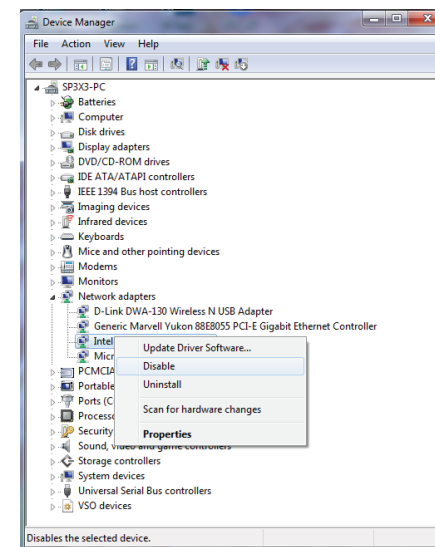 Device Manager
File Action View Help
SP3X3-PC
Batteries
Computer
Disk drives
Display adapters
DVD/CD-ROM drives
IDE ATA/ATAPI controllers
IEEE 1394 Bus host controllers
Imaging devices
Infrared devices
Keyboards
Mice and other pointing devices
Modems
Monitors
Network adapters
D-Link DWA-130 Wireless N USB Adapter
Generic Marvell Yukon 88E8055 PCI-E Gigabit Ethernet Controller
Intel
Micr
PCMCIA
Portable
Ports (C
Processo
Security
Sound, video and game controllers
Storage controllers
System devices
Universal Serial Bus controllers
VSO devices
Update Driver Software...
Disable
Uninstall
Scan for hardware changes
Properties
Disables the selected device.